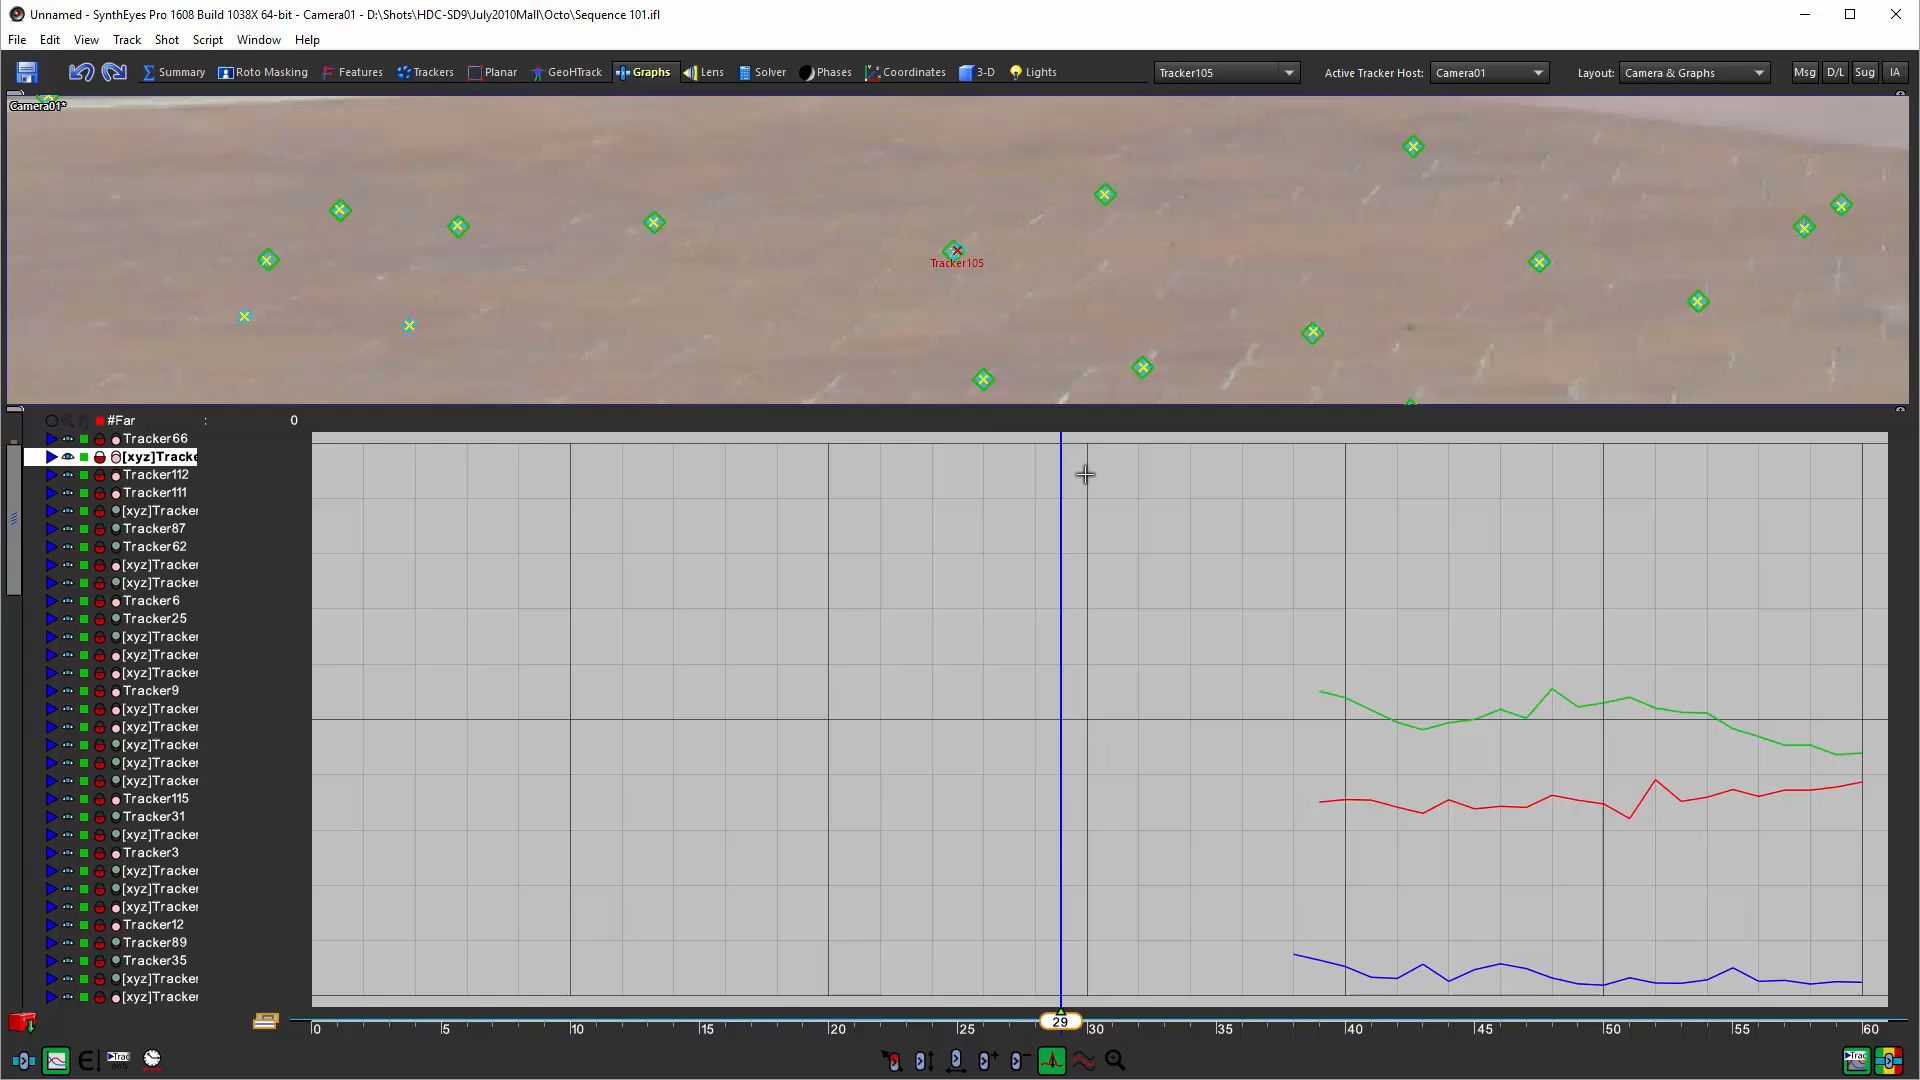 Unnamed - SynthEyes Pro 1608 Build 1038X 64-bit - Camera01 - D:\Shots\HDC-SD9\July2010Mall\Octo\Sequence 101.ifl
File Edit View Track Shot Script Window Help
Summary Roto Masking Features Trackers Planar GeoHTrack Graphs Lens Solver Phases Coordinates 3-D Lights Tracker105 Active Tracker Host: Camera01 Layout: Camera & Graphs Msg D/L Sug IA
Camera01*
Tracker105
#Far : 0
Tracker66
[xyz]Tracke
Tracker112
Tracker111
[xyz]Tracker
Tracker87
Tracker62
[xyz]Tracker
[xyz]Tracker
Tracker6
Tracker25
[xyz]Tracker
[xyz]Tracker
[xyz]Tracker
Tracker9
[xyz]Tracker
[xyz]Tracker
[xyz]Tracker
[xyz]Tracker
[xyz]Tracker
Tracker115
Tracker31
[xyz]Tracker
Tracker3
[xyz]Tracker
[xyz]Tracker
[xyz]Tracker
Tracker12
Tracker89
Tracker35
[xyz]Tracker
[xyz]Tracker
0 5 10 15 20 25 29 30 35 40 45 50 55 60
Trac only
Trac